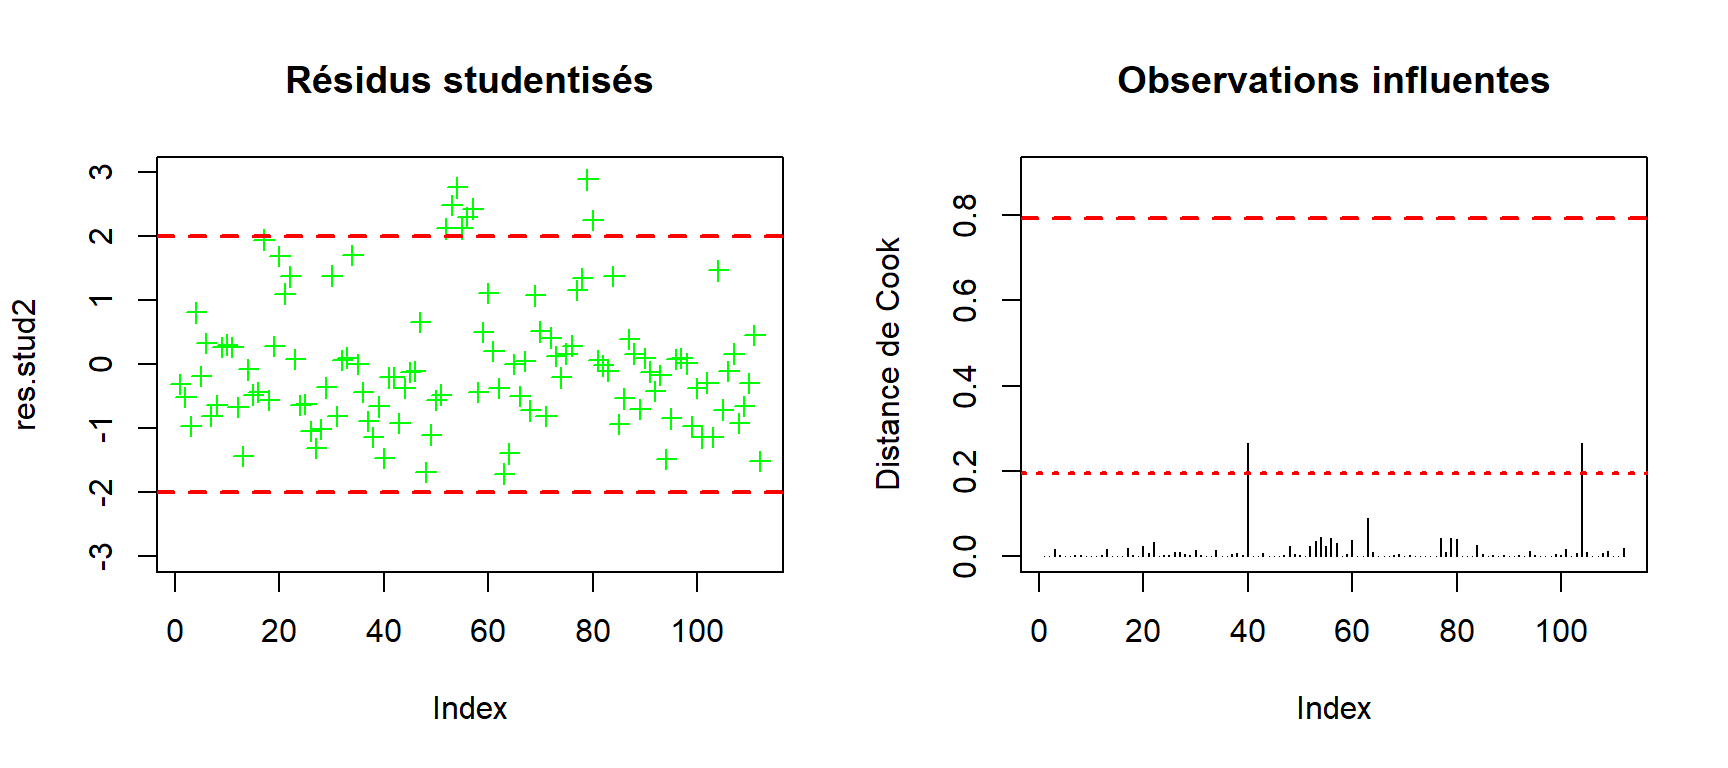 Résidus studentisés
res.stud2
3
2
1
0
-1
-2
-3
0 20 40 60 80 100
Index
Observations influentes
Distance de Cook
0.8
0.6
0.4
0.2
0.0
0 20 40 60 80 100
Index